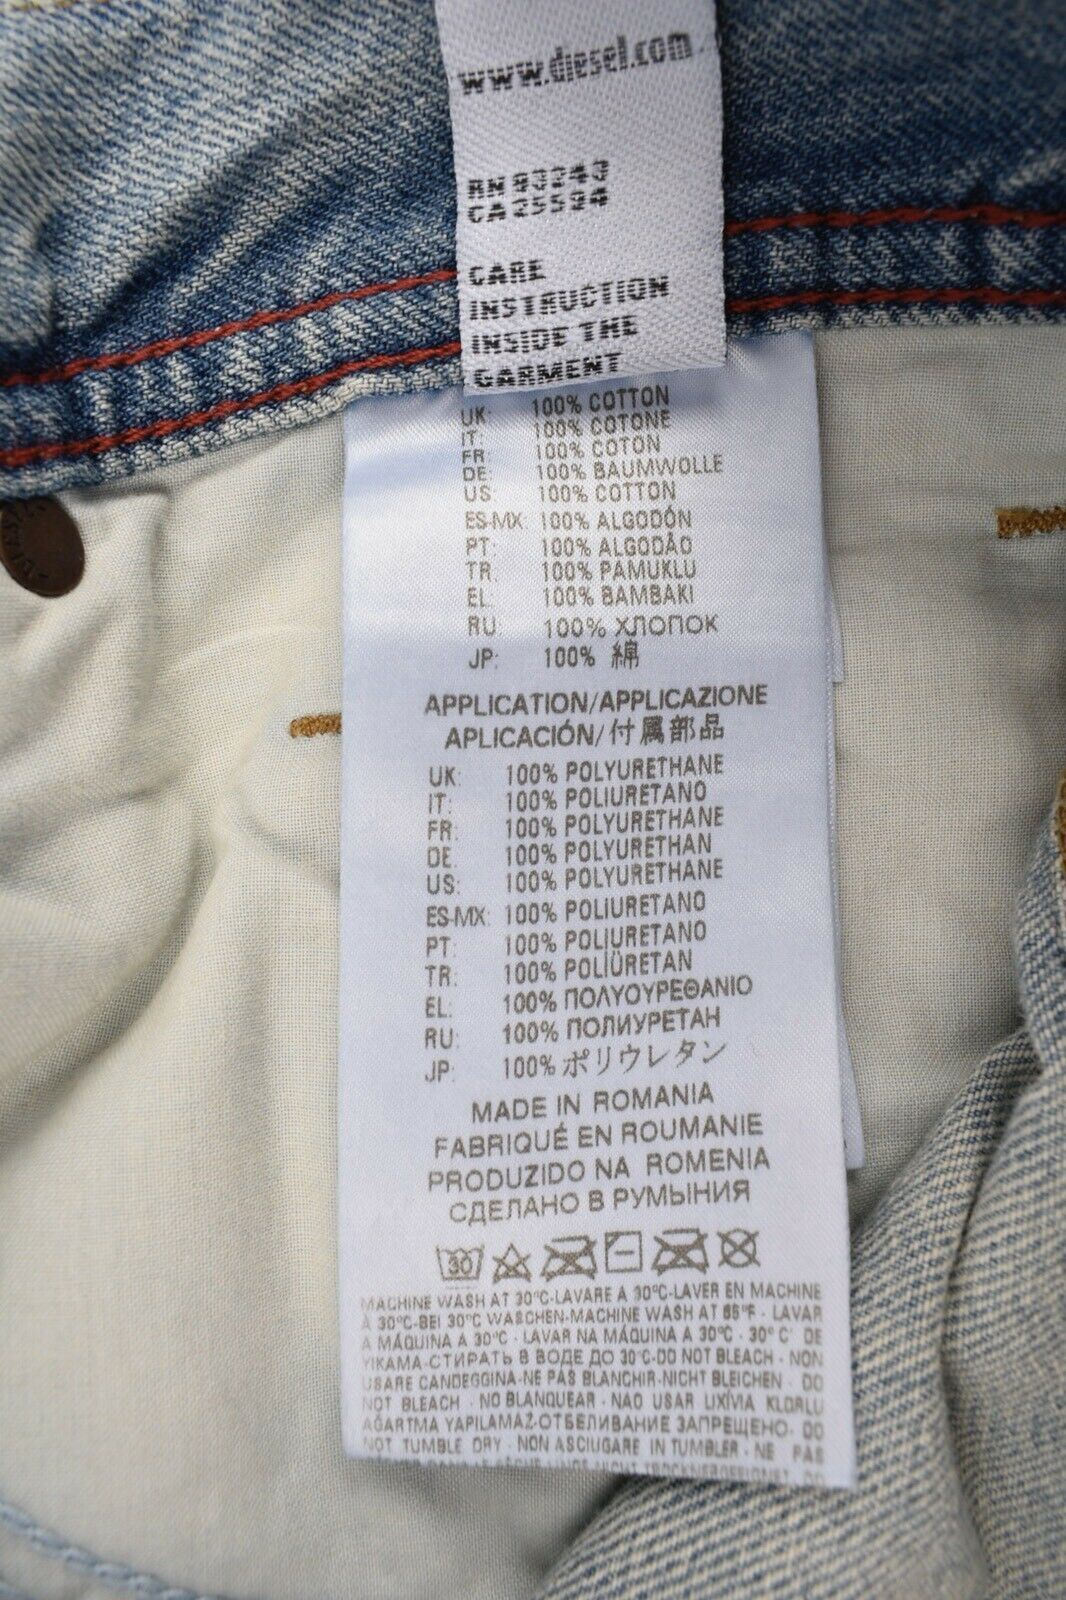 www.diesel.com
RN 93243
CA 25594
CARE
INSTRUCTION
INSIDE THE
GARMENT
UK: 100% COTTON
IT: 100% COTONE
FR: 100% COTON
DE: 100% BAUMWOLLE
US: 100% COTTON
ES-MX: 100% ALGODÓN
PT: 100% ALGODÃO
TR: 100% PAMUKLU
EL: 100% BAMBAKI
RU: 100% ХЛОПОК
JP: 100% 綿
APPLICATION/APPLICAZIONE
APLICACIÓN/付属部品
UK: 100% POLYURETHANE
IT: 100% POLIURETANO
FR: 100% POLYURETHANE
DE: 100% POLYURETHAN
US: 100% POLYURETHANE
ES-MX: 100% POLIURETANO
PT: 100% POLIURETANO
TR: 100% POLİÜRETAN
EL: 100% ΠΟΛΥΟΥΡΕΘΑΝΙΟ
RU: 100% ПОЛИУРЕТАН
JP: 100% ポリウレタン
MADE IN ROMANIA
FABRIQUÉ EN ROUMANIE
PRODUZIDO NA ROMENIA
СДЕЛАНО В РУМЫНИЯ
30
MACHINE WASH AT 30°C-LAVARE A 30°C-LAVER EN MACHINE
À 30°C-BEI 30°C WASCHEN-MACHINE WASH AT 65°F - LAVAR
A MÁQUINA A 30°C - LAVAR NA MÁQUINA A 30°C - 30° C' DE
YIKAMA-СТИРАТЬ В ВОДЕ ДО 30°C-DO NOT BLEACH - NON
USARE CANDEGGINA-NE PAS BLANCHIR-NICHT BLEICHEN - DO
NOT BLEACH - NO BLANQUEAR - NAO USAR LIXÍVIA KLORLU
AĞARTMA YAPILAMAZ-ОТБЕЛИВАНИЕ ЗАПРЕЩЕНО- DO
NOT TUMBLE DRY - NON ASCIUGARE IN TUMBLER - NE PAS